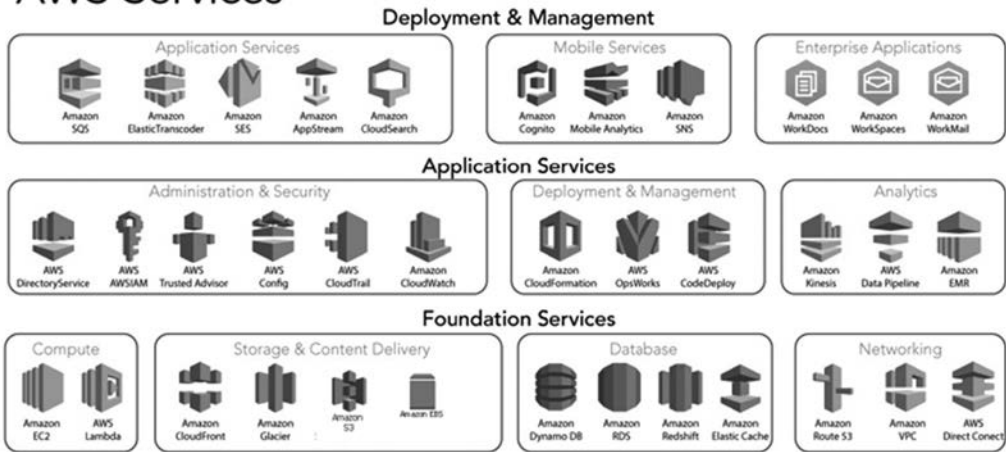 AWS Services
Deployment & Management
Application Services
Amazon SQS
Amazon ElasticTranscoder
Amazon SES
Amazon AppStream
Amazon CloudSearch
Mobile Services
Amazon Cognito
Amazon Mobile Analytics
Amazon SNS
Enterprise Applications
Amazon WorkDocs
Amazon WorkSpaces
Amazon WorkMail
Application Services
Administration & Security
AWS DirectoryService
AWS AWSIAM
AWS Trusted Advisor
AWS Config
AWS CloudTrail
Amazon CloudWatch
Deployment & Management
Amazon CloudFormation
AWS OpsWorks
AWS CodeDeploy
Analytics
Amazon Kinesis
AWS Data Pipeline
Amazon EMR
Foundation Services
Compute
Amazon EC2
AWS Lambda
Storage & Content Delivery
Amazon CloudFront
Amazon Glacier
Amazon S3
Amazon EBS
Database
Amazon Dynamo DB
Amazon RDS
Amazon Redshift
Amazon Elastic Cache
Networking
Amazon Route S3
Amazon VPC
AWS Direct Conect